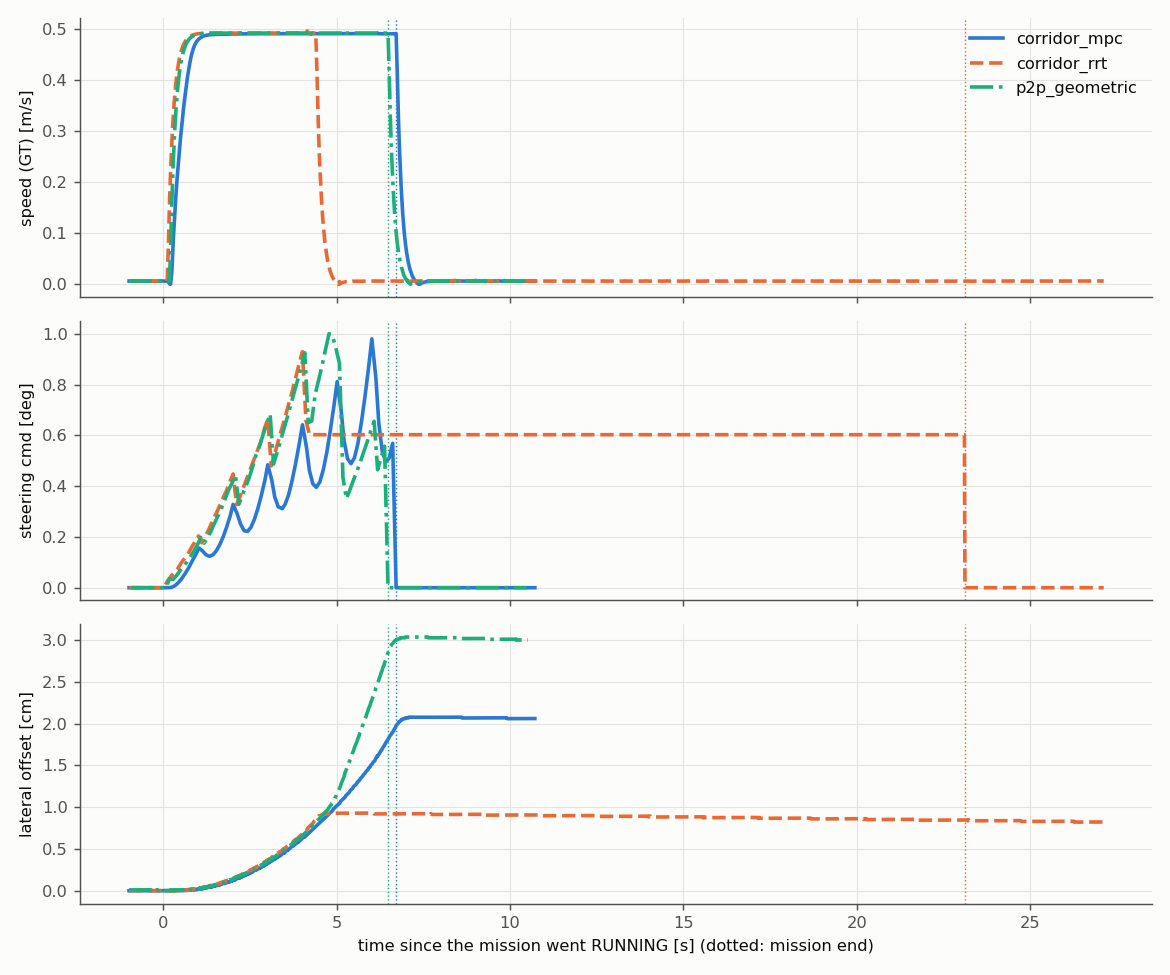 0.5
0.4
0.3
0.2
0.1
0.0
speed (GT) [m/s]
corridor_mpc
corridor_rrt
p2p_geometric
1.0
0.8
0.6
0.4
0.2
0.0
steering cmd [deg]
3.0
2.5
2.0
1.5
1.0
0.5
0.0
lateral offset [cm]
0 5 10 15 20 25
time since the mission went RUNNING [s] (dotted: mission end)